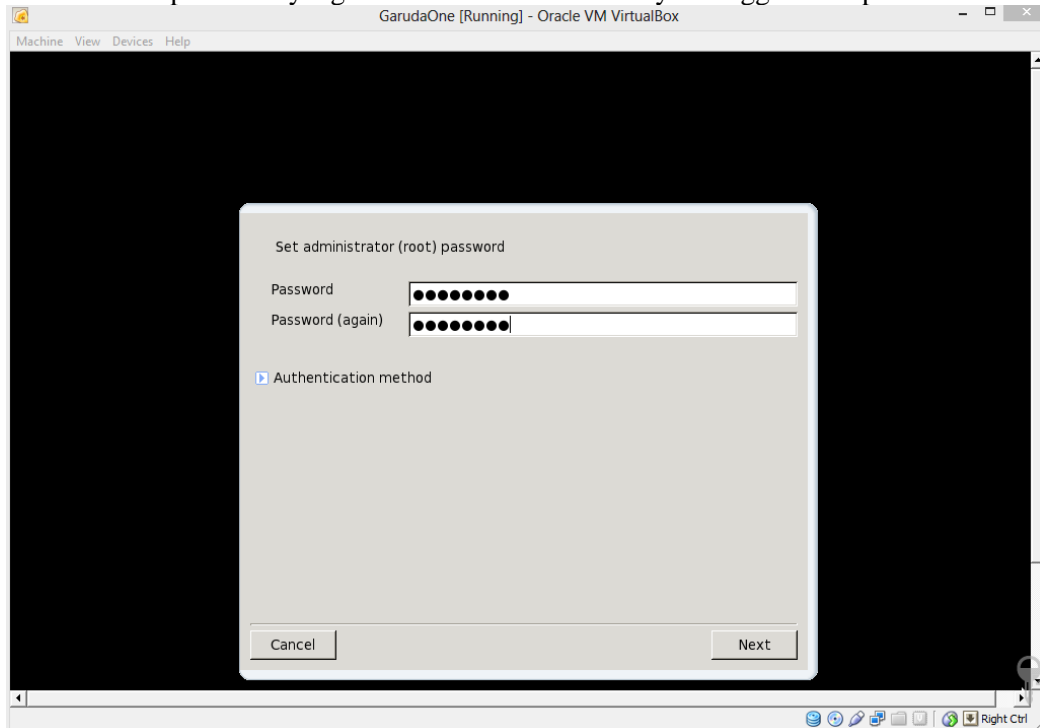 GarudaOne [Running] - Oracle VM VirtualBox
Machine View Devices Help
Set administrator (root) password
Password
Password (again)
Authentication method
Cancel
Next
Right Ctrl